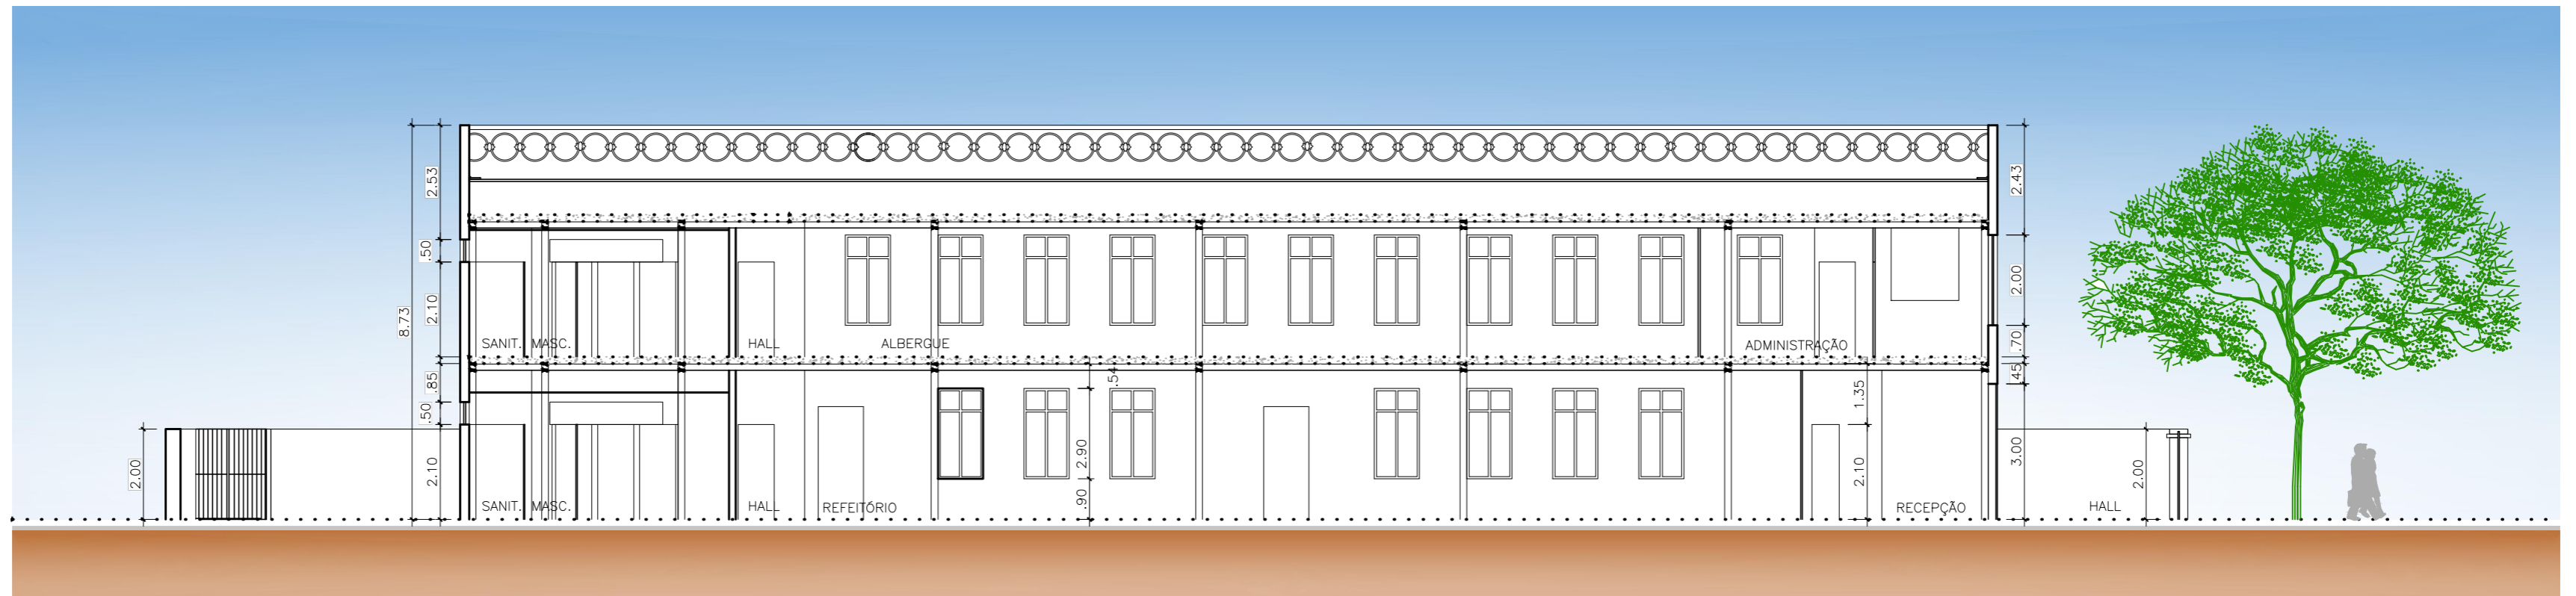 2.53
2.43
.50
2.00
2.10
8.73
.70
SANIT. MASC.
HALL
ALBERGUE
ADMINISTRAÇÃO
.85
.54
1.35
.45
.50
2.90
3.00
2.00
2.10
.90
2.10
2.00
SANIT. MASC.
HALL
REFEITÓRIO
RECEPÇÃO
HALL